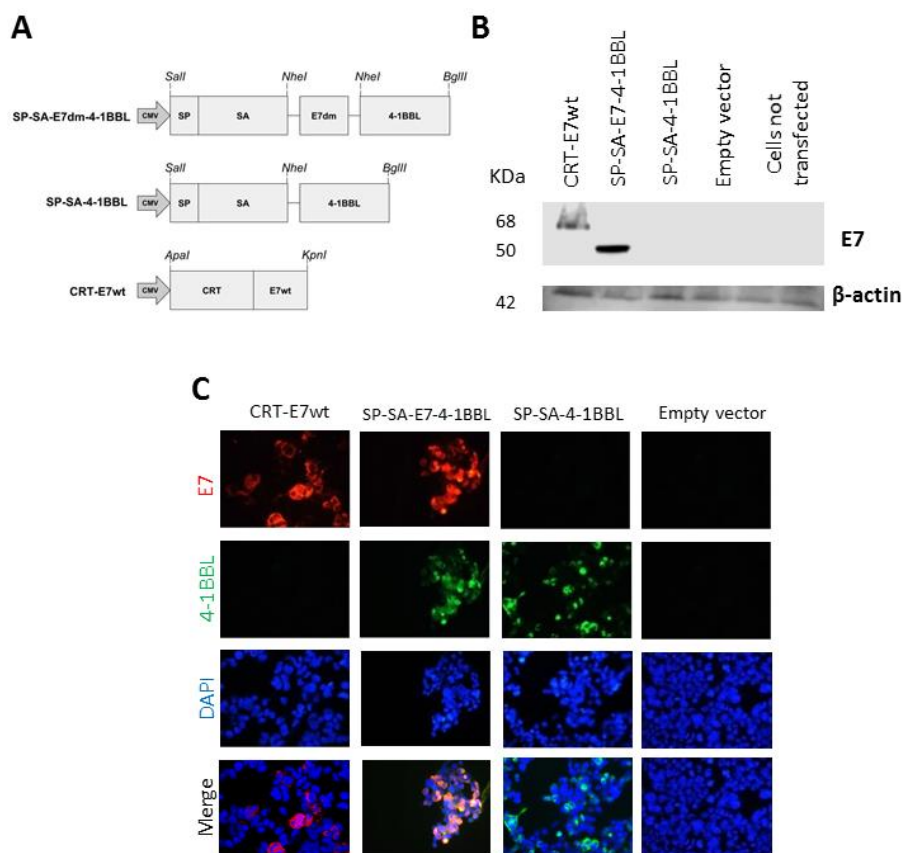 A
SalI NheI NheI BglII
SP-SA-E7dm-4-1BBL CMV SP SA E7dm 4-1BBL
SalI NheI BglII
SP-SA-4-1BBL CMV SP SA 4-1BBL
ApaI KpnI
CRT-E7wt CMV CRT E7wt
B
CRT-E7wt
SP-SA-E7-4-1BBL
SP-SA-4-1BBL
Empty vector
Cells not
transfected
KDa
68
50
E7
42
β-actin
C
CRT-E7wt SP-SA-E7-4-1BBL SP-SA-4-1BBL Empty vector
E7
4-1BBL
DAPI
Merge